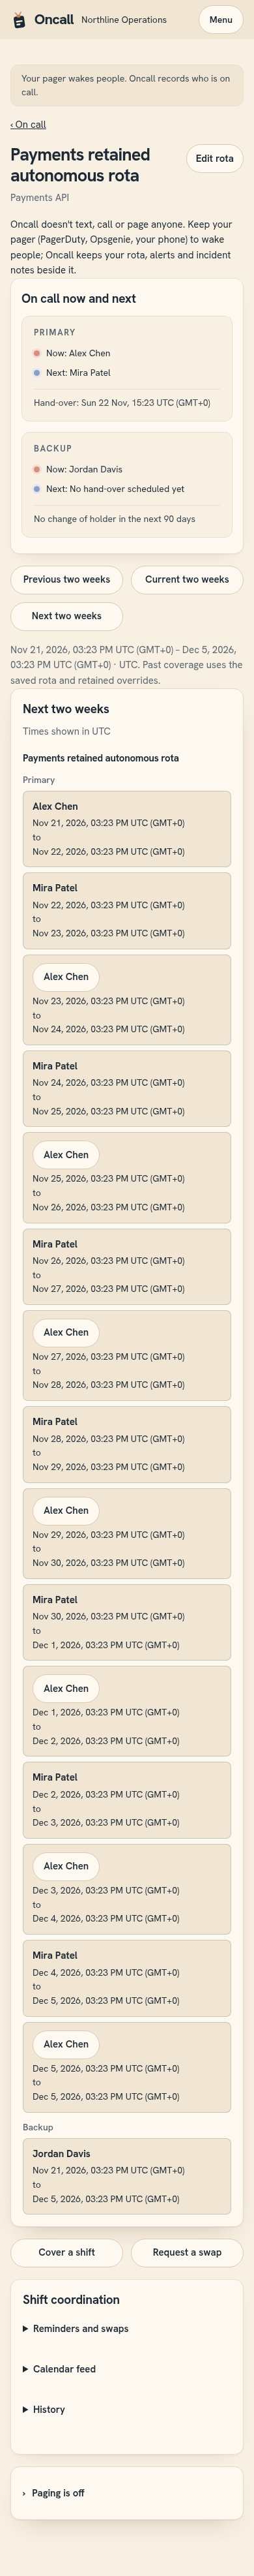 Oncall Northline Operations Menu
Your pager wakes people. Oncall records who is on
call.
‹ On call
Payments retained
autonomous rota
Edit rota
Payments API
Oncall doesn't text, call or page anyone. Keep your
pager (PagerDuty, Opsgenie, your phone) to wake
people; Oncall keeps your rota, alerts and incident
notes beside it.
On call now and next
PRIMARY
Now: Alex Chen
Next: Mira Patel
Hand-over: Sun 22 Nov, 15:23 UTC (GMT+0)
BACKUP
Now: Jordan Davis
Next: No hand-over scheduled yet
No change of holder in the next 90 days
Previous two weeks Current two weeks
Next two weeks
Nov 21, 2026, 03:23 PM UTC (GMT+0) – Dec 5, 2026,
03:23 PM UTC (GMT+0) · UTC. Past coverage uses the
saved rota and retained overrides.
Next two weeks
Times shown in UTC
Payments retained autonomous rota
Primary
Alex Chen
Nov 21, 2026, 03:23 PM UTC (GMT+0)
to
Nov 22, 2026, 03:23 PM UTC (GMT+0)
Mira Patel
Nov 22, 2026, 03:23 PM UTC (GMT+0)
to
Nov 23, 2026, 03:23 PM UTC (GMT+0)
Alex Chen
Nov 23, 2026, 03:23 PM UTC (GMT+0)
to
Nov 24, 2026, 03:23 PM UTC (GMT+0)
Mira Patel
Nov 24, 2026, 03:23 PM UTC (GMT+0)
to
Nov 25, 2026, 03:23 PM UTC (GMT+0)
Alex Chen
Nov 25, 2026, 03:23 PM UTC (GMT+0)
to
Nov 26, 2026, 03:23 PM UTC (GMT+0)
Mira Patel
Nov 26, 2026, 03:23 PM UTC (GMT+0)
to
Nov 27, 2026, 03:23 PM UTC (GMT+0)
Alex Chen
Nov 27, 2026, 03:23 PM UTC (GMT+0)
to
Nov 28, 2026, 03:23 PM UTC (GMT+0)
Mira Patel
Nov 28, 2026, 03:23 PM UTC (GMT+0)
to
Nov 29, 2026, 03:23 PM UTC (GMT+0)
Alex Chen
Nov 29, 2026, 03:23 PM UTC (GMT+0)
to
Nov 30, 2026, 03:23 PM UTC (GMT+0)
Mira Patel
Nov 30, 2026, 03:23 PM UTC (GMT+0)
to
Dec 1, 2026, 03:23 PM UTC (GMT+0)
Alex Chen
Dec 1, 2026, 03:23 PM UTC (GMT+0)
to
Dec 2, 2026, 03:23 PM UTC (GMT+0)
Mira Patel
Dec 2, 2026, 03:23 PM UTC (GMT+0)
to
Dec 3, 2026, 03:23 PM UTC (GMT+0)
Alex Chen
Dec 3, 2026, 03:23 PM UTC (GMT+0)
to
Dec 4, 2026, 03:23 PM UTC (GMT+0)
Mira Patel
Dec 4, 2026, 03:23 PM UTC (GMT+0)
to
Dec 5, 2026, 03:23 PM UTC (GMT+0)
Alex Chen
Dec 5, 2026, 03:23 PM UTC (GMT+0)
to
Dec 5, 2026, 03:23 PM UTC (GMT+0)
Backup
Jordan Davis
Nov 21, 2026, 03:23 PM UTC (GMT+0)
to
Dec 5, 2026, 03:23 PM UTC (GMT+0)
Cover a shift Request a swap
Shift coordination
Reminders and swaps
Calendar feed
History
› Paging is off